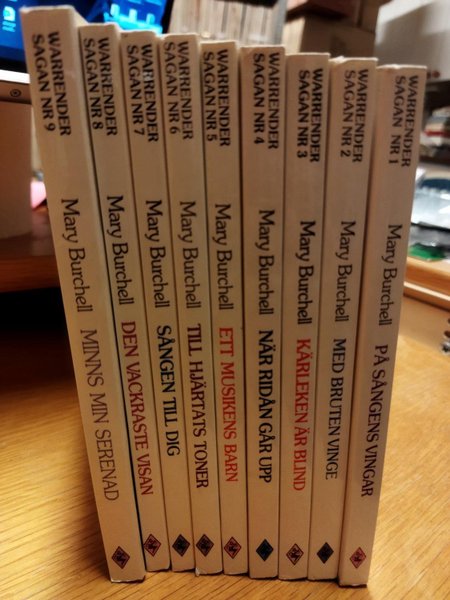 WARRENDER
SAGAN NR 9
Mary Burchell
MINNS MIN SERENAD
WARRENDER
SAGAN NR 8
Mary Burchell
DEN VACKRASTE VISAN
WARRENDER
SAGAN NR 7
Mary Burchell
SÅNGEN TILL DIG
WARRENDER
SAGAN NR 6
Mary Burchell
TILL HJÄRTATS TONER
WARRENDER
SAGAN NR 5
Mary Burchell
ETT MUSIKENS BARN
WARRENDER
SAGAN NR 4
Mary Burchell
NÄR RIDÅN GÅR UPP
WARRENDER
SAGAN NR 3
Mary Burchell
KÄRLEKEN ÄR BLIND
WARRENDER
SAGAN NR 2
Mary Burchell
MED BRUTEN VINGE
WARRENDER
SAGAN NR 1
Mary Burchell
PÅ SÅNGENS VINGAR